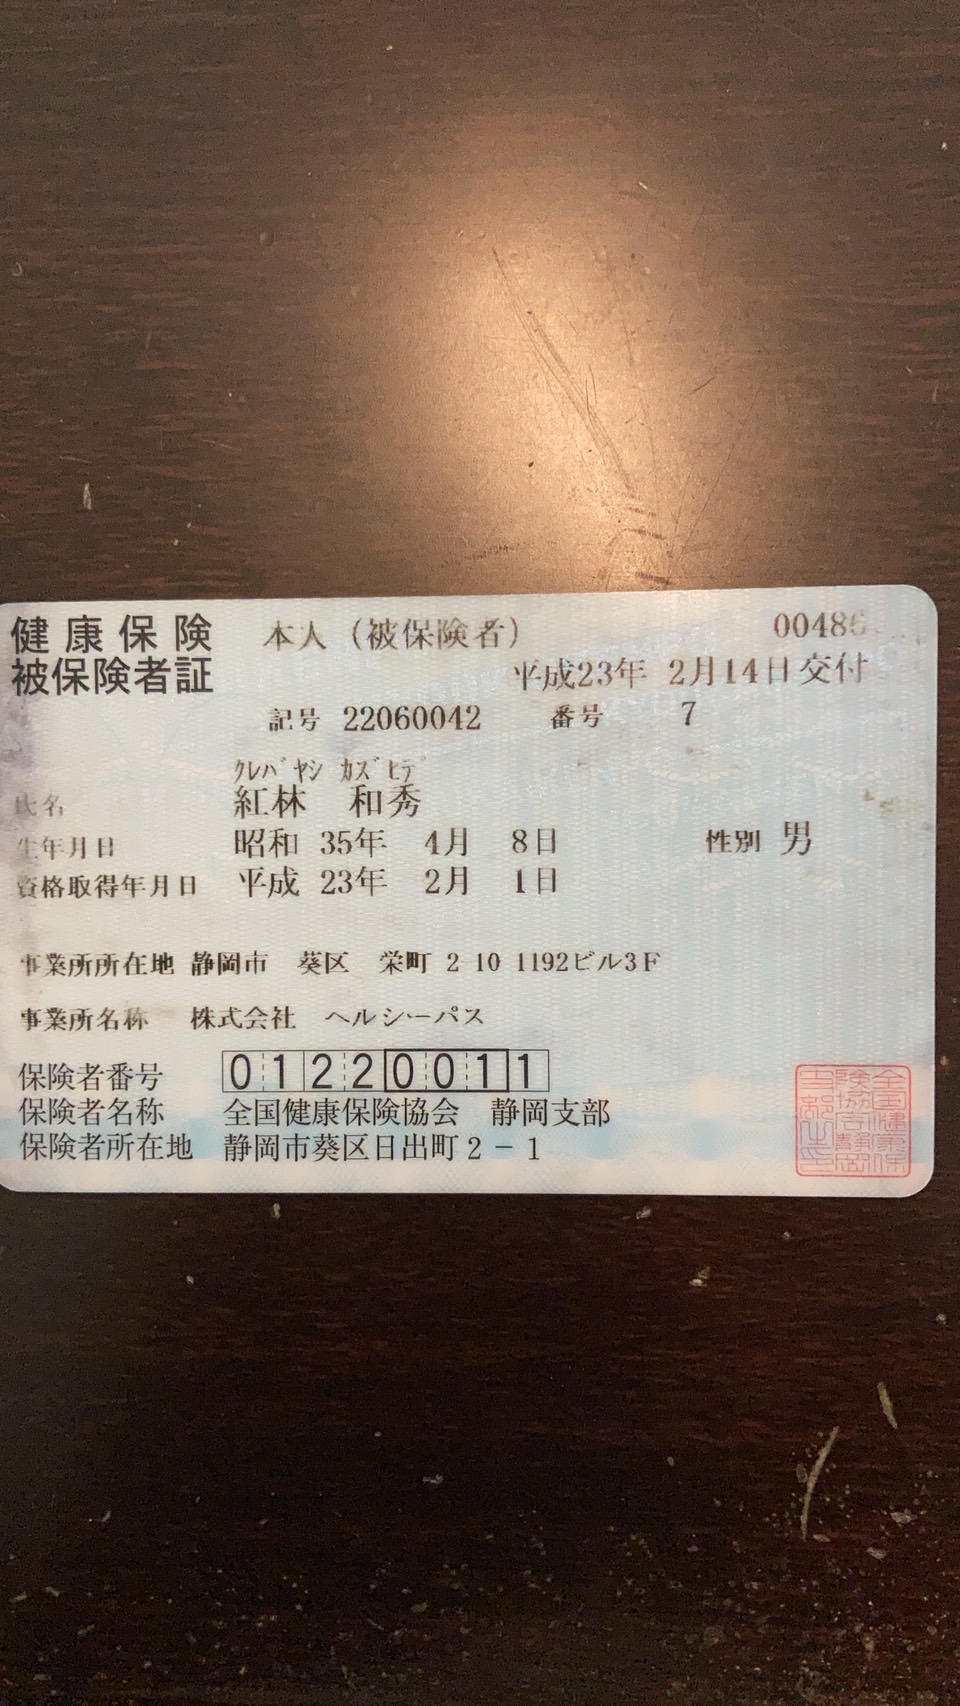 健康保険 本人（被保険者） 00486
被保険者証 平成23年 2月14日交付
記号 22060042 番号 7
ｸﾚﾊﾞﾔｼ ｶｽﾞﾋﾃﾞ
氏名 紅林 和秀
生年月日 昭和 35年 4月 8日 性別 男
資格取得年月日 平成 23年 2月 1日
事業所所在地 静岡市 葵区 栄町 2 10 1192ビル3F
事業所名称 株式会社 ヘルシーパス
保険者番号 01220011
保険者名称 全国健康保険協会 静岡支部
保険者所在地 静岡市葵区日出町2－1